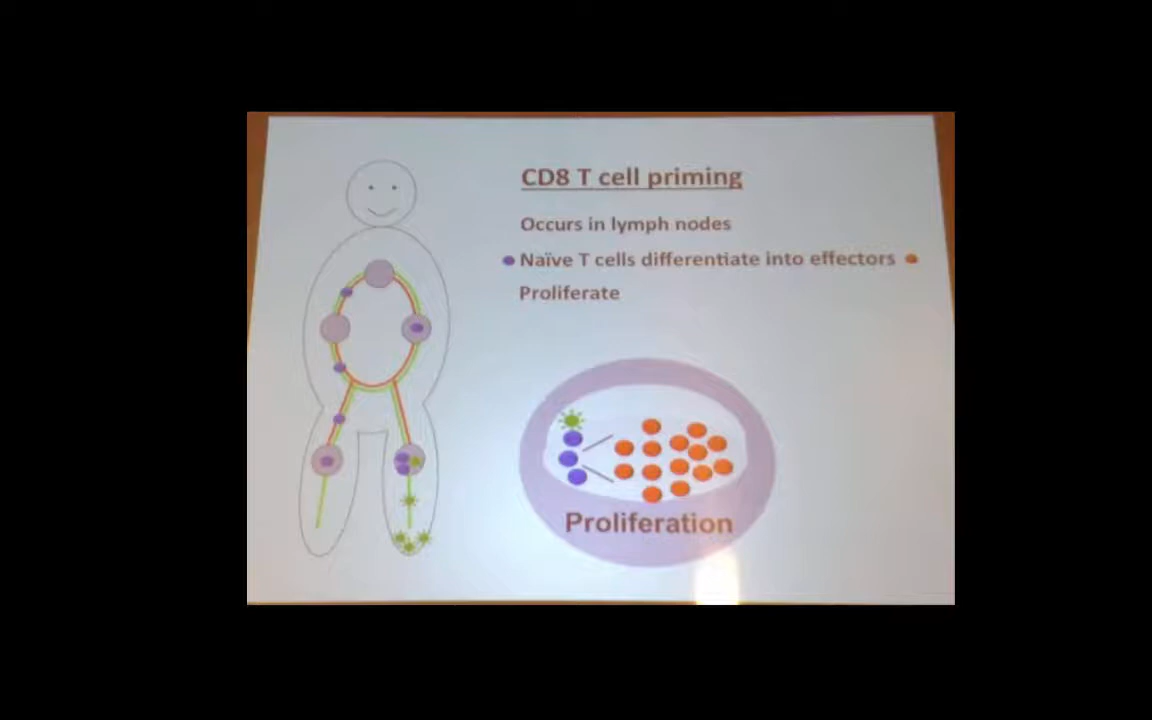 CD8 T cell priming
Occurs in lymph nodes
Naïve T cells differentiate into effectors
Proliferate
Proliferation